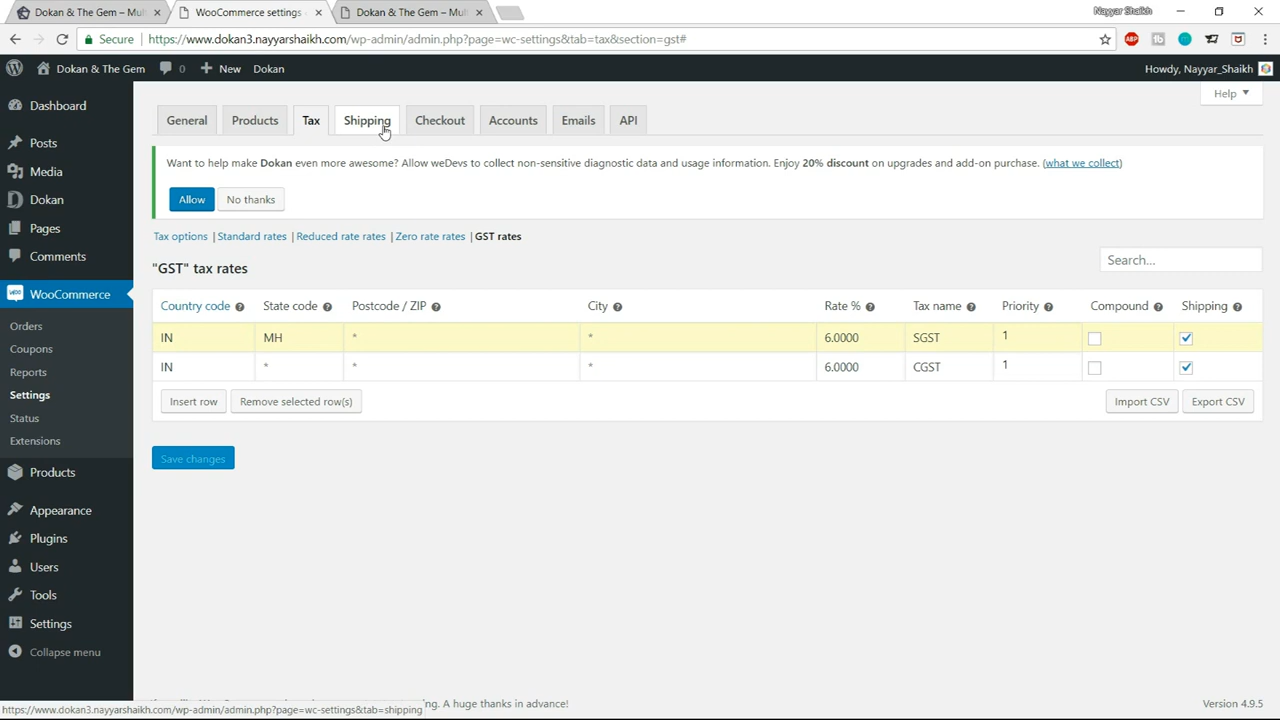 Dokan & The Gem – Mult
WooCommerce settings
Dokan & The Gem – Mult
Nayyar Shaikh
Secure
https://www.dokan3.nayyarshaikh.com/wp-admin/admin.php?page=wc-settings&tab=tax&section=gst#
Dokan & The Gem
0
New
Dokan
Howdy, Nayyar_Shaikh
Help
Dashboard
Posts
Media
Dokan
Pages
Comments
WooCommerce
Orders
Coupons
Reports
Settings
Status
Extensions
Products
Appearance
Plugins
Users
Tools
Settings
Collapse menu
General Products Tax Shipping Checkout Accounts Emails API
Want to help make Dokan even more awesome? Allow weDevs to collect non-sensitive diagnostic data and usage information. Enjoy 20% discount on upgrades and add-on purchase. (what we collect)
Allow No thanks
Tax options | Standard rates | Reduced rate rates | Zero rate rates | GST rates
Search...
"GST" tax rates
Country code State code Postcode / ZIP City Rate % Tax name Priority Compound Shipping
IN MH * * 6.0000 SGST 1
IN * * * 6.0000 CGST 1
Insert row Remove selected row(s) Import CSV Export CSV
Save changes
ng. A huge thanks in advance!
Version 4.9.5
https://www.dokan3.nayyarshaikh.com/wp-admin/admin.php?page=wc-settings&tab=shipping